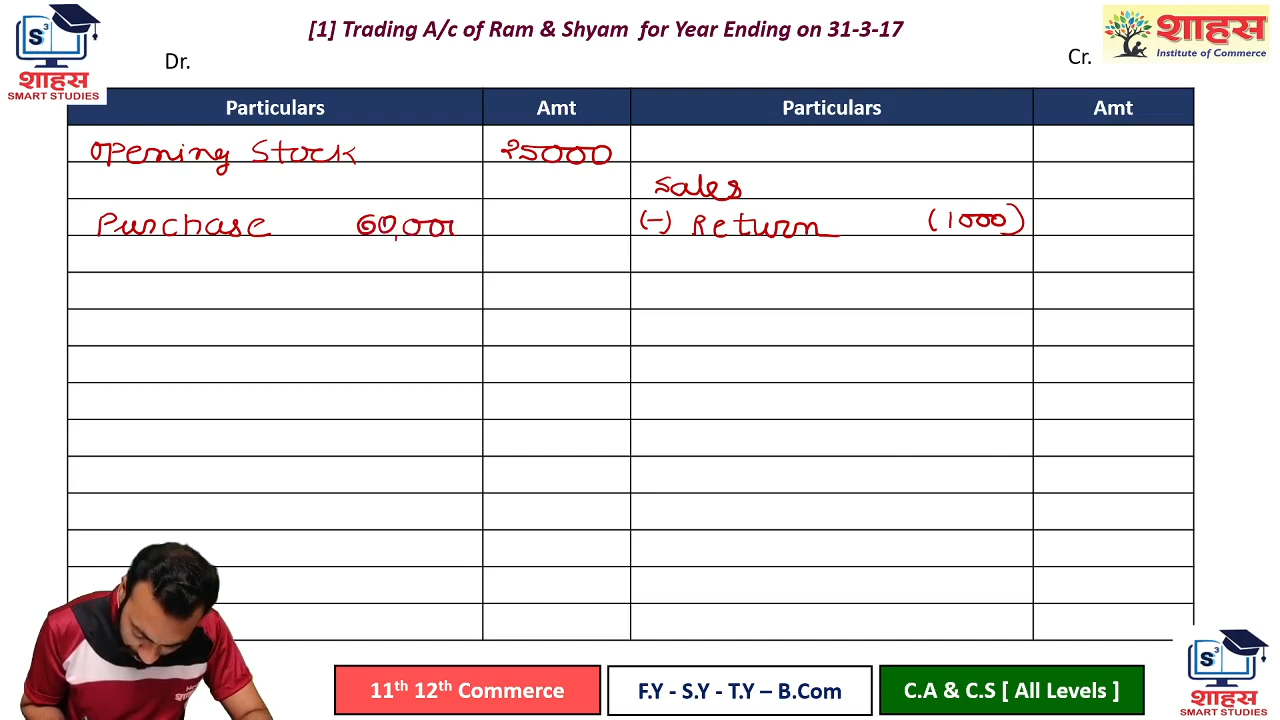 [1] Trading A/c of Ram & Shyam for Year Ending on 31-3-17
S³
शाहस
SMART STUDIES
शाहस
Institute of Commerce
Dr.
Cr.
Particulars Amt Particulars Amt
Opening Stock 25000
Sales
Purchase 60,000 (-) Return (1000)
11th 12th Commerce
F.Y - S.Y - T.Y – B.Com
C.A & C.S [ All Levels ]
S³
शाहस
SMART STUDIES